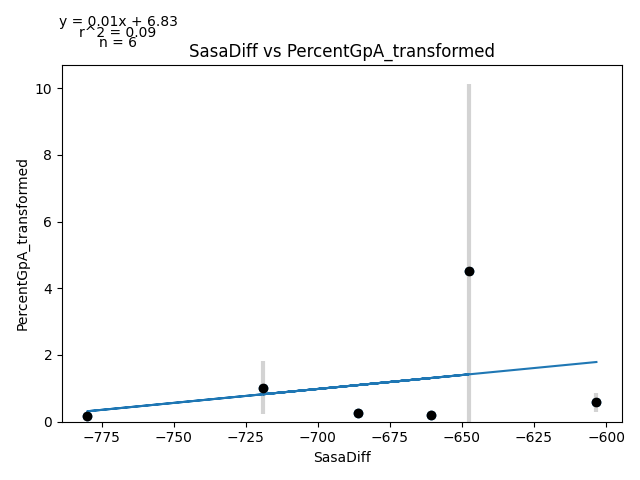 y = 0.01x + 6.83
r^2 = 0.09
n = 6
SasaDiff vs PercentGpA_transformed
PercentGpA_transformed
10
8
6
4
2
0
−775 −750 −725 −700 −675 −650 −625 −600
SasaDiff